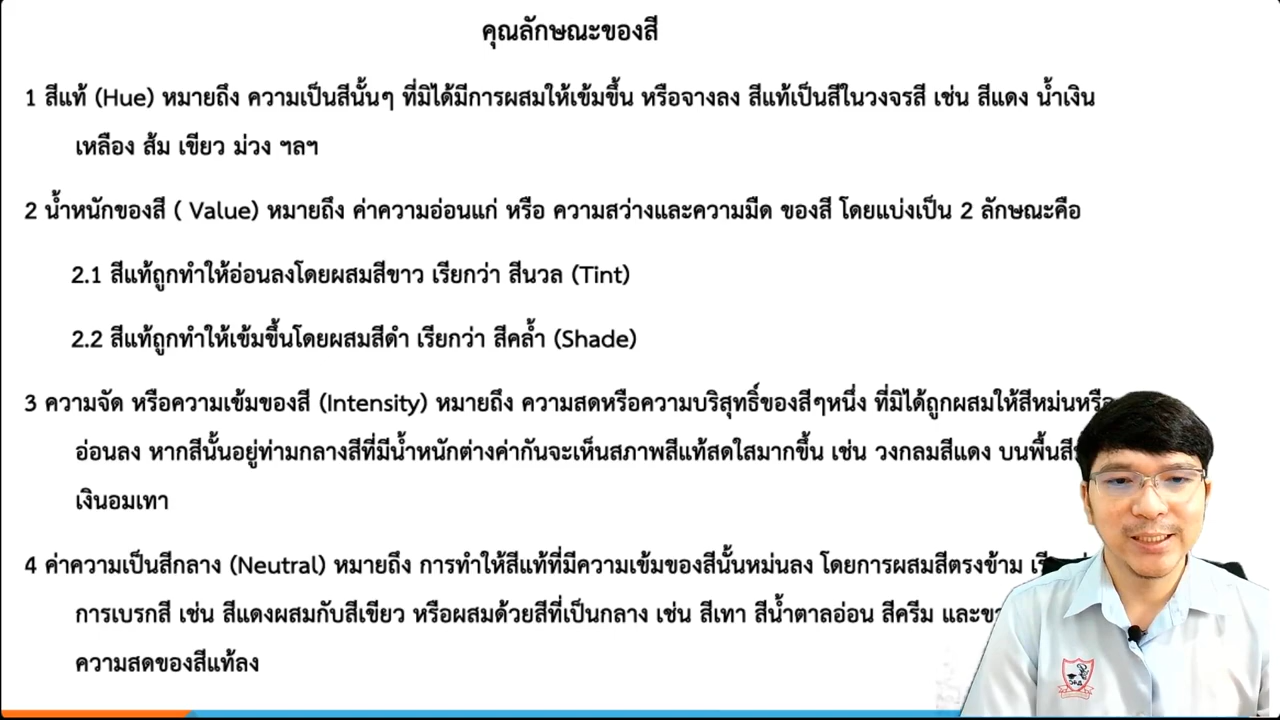 คุณลักษณะของสี
1 สีแท้ (Hue) หมายถึง ความเป็นสีนั้นๆ ที่มิได้มีการผสมให้เข้มขึ้น หรือจางลง สีแท้เป็นสีในวงจรสี เช่น สีแดง น้ำเงิน
เหลือง ส้ม เขียว ม่วง ฯลฯ
2 น้ำหนักของสี ( Value) หมายถึง ค่าความอ่อนแก่ หรือ ความสว่างและความมืด ของสี โดยแบ่งเป็น 2 ลักษณะคือ
2.1 สีแท้ถูกทำให้อ่อนลงโดยผสมสีขาว เรียกว่า สีนวล (Tint)
2.2 สีแท้ถูกทำให้เข้มขึ้นโดยผสมสีดำ เรียกว่า สีคล้ำ (Shade)
3 ความจัด หรือความเข้มของสี (Intensity) หมายถึง ความสดหรือความบริสุทธิ์ของสีๆหนึ่ง ที่มิได้ถูกผสมให้สีหม่นหรือ
อ่อนลง หากสีนั้นอยู่ท่ามกลางสีที่มีน้ำหนักต่างค่ากันจะเห็นสภาพสีแท้สดใสมากขึ้น เช่น วงกลมสีแดง บนพื้นสี
เงินอมเทา
4 ค่าความเป็นสีกลาง (Neutral) หมายถึง การทำให้สีแท้ที่มีความเข้มของสีนั้นหม่นลง โดยการผสมสีตรงข้าม
การเบรกสี เช่น สีแดงผสมกับสีเขียว หรือผสมด้วยสีที่เป็นกลาง เช่น สีเทา สีน้ำตาลอ่อน สีครีม และ
ความสดของสีแท้ลง